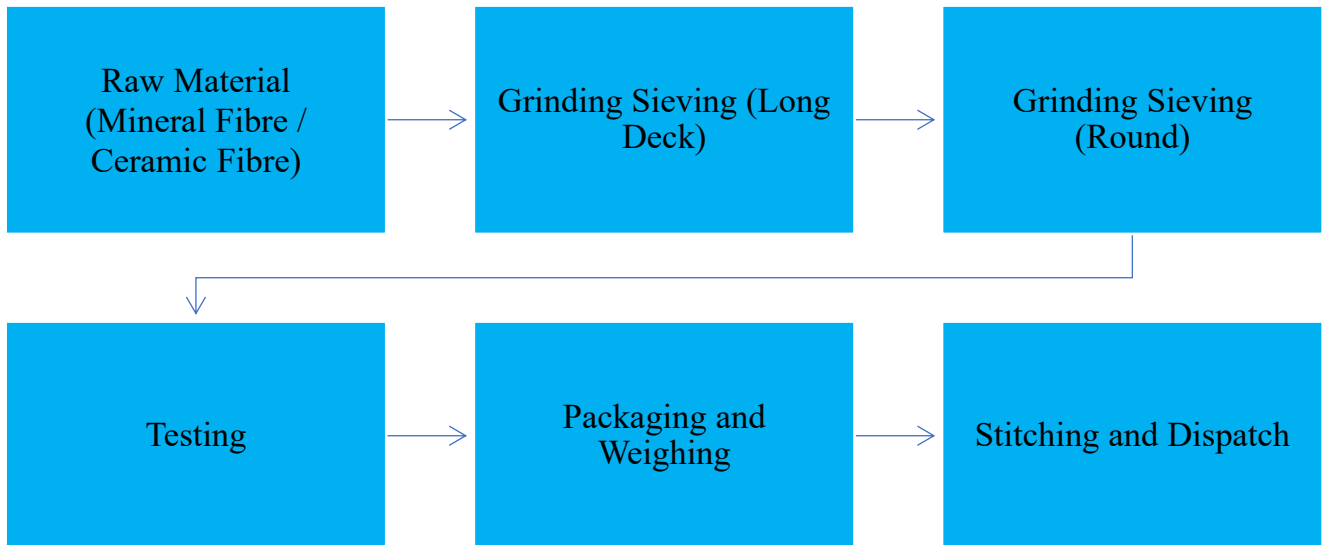 Raw Material
(Mineral Fibre /
Ceramic Fibre)
Grinding Sieving (Long
Deck)
Grinding Sieving
(Round)
Testing
Packaging and
Weighing
Stitching and Dispatch